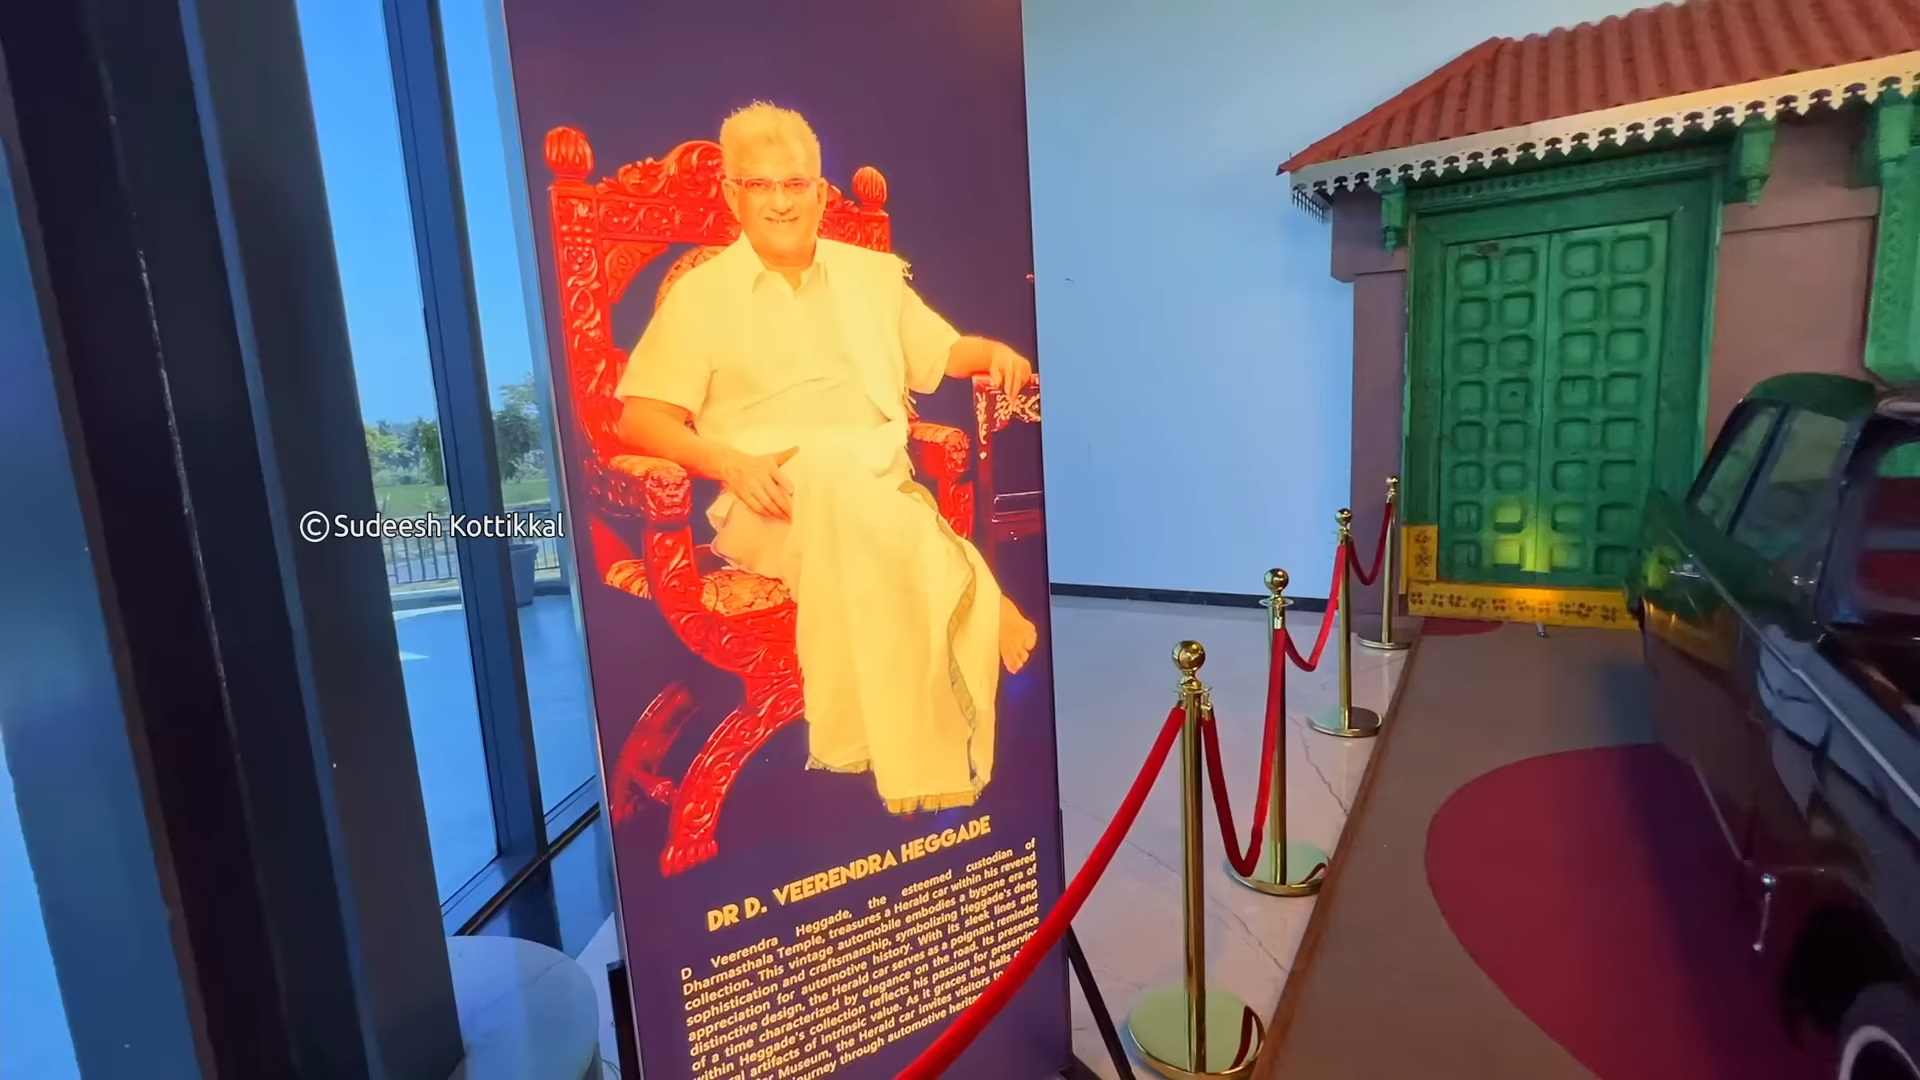 ©Sudeesh Kottikkal
DR D. VEERENDRA HEGGADE
D Veerendra Heggade, the esteemed custodian of
Dharmasthala Temple, treasures a Herald car within his revered
collection. This vintage automobile embodies a bygone era of
sophistication and craftsmanship, symbolizing Heggade's deep
appreciation for automotive history. With its sleek lines and
distinctive design, the Herald car serves as a poignant reminder
of a time characterized by elegance on the road. Its presence
within Heggade's collection reflects his passion for preserving
artifacts of intrinsic value. As it graces the halls
Museum, the Herald car invites visitors to
journey through automotive